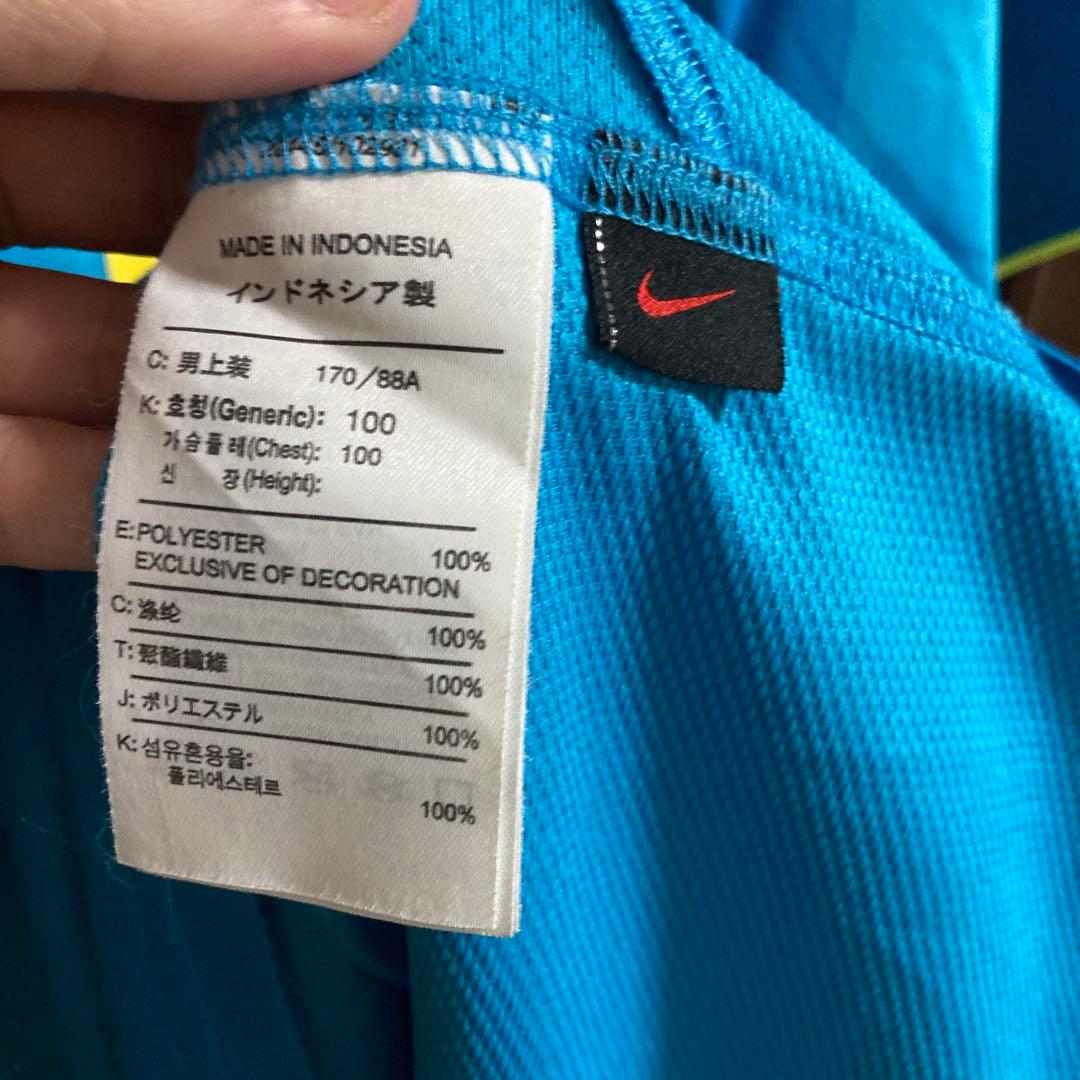 MADE IN INDONESIA
インドネシア製
C: 男上装 170/88A
K: 호칭(Generic): 100
가슴둘레(Chest): 100
신 장(Height):
E: POLYESTER 100%
EXCLUSIVE OF DECORATION
C: 涤纶 100%
T: 聚酯纖維 100%
J: ポリエステル 100%
K: 섬유혼용율:
폴리에스테르 100%